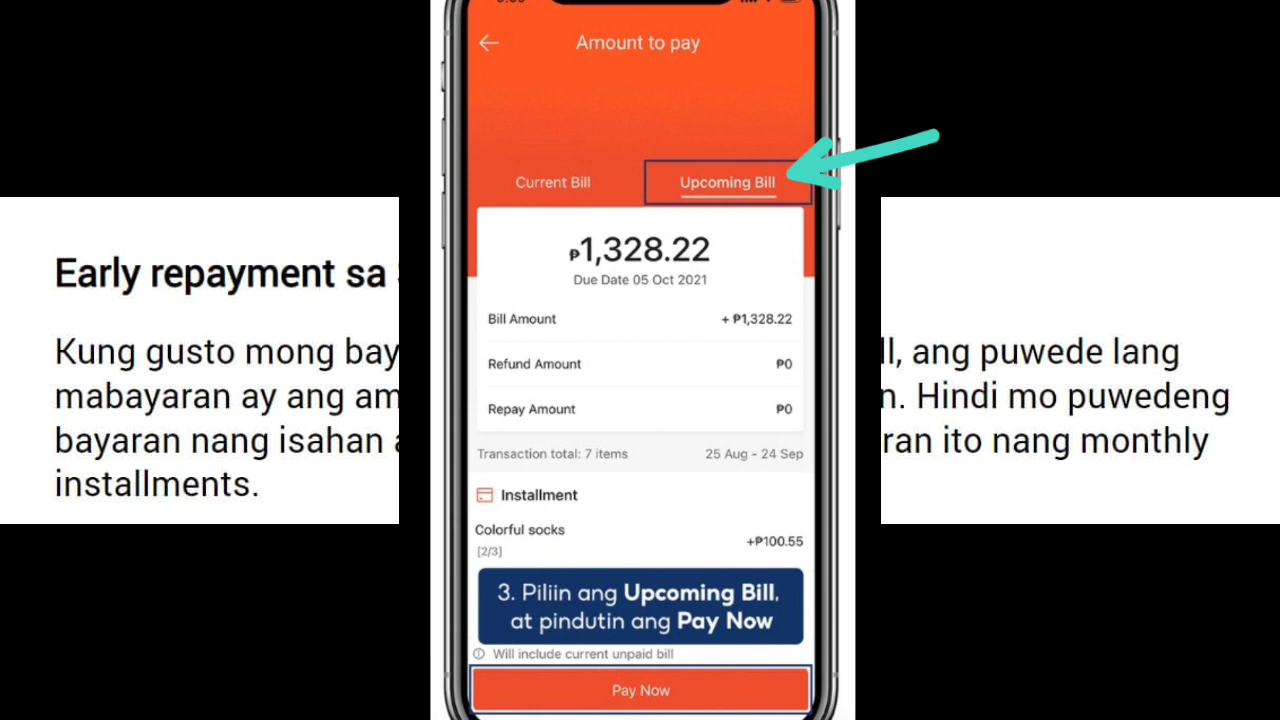 Amount to pay
Current Bill
Upcoming Bill
₱1,328.22
Due Date 05 Oct 2021
Bill Amount + ₱1,328.22
Refund Amount ₱0
Repay Amount ₱0
Transaction total: 7 items 25 Aug - 24 Sep
Installment
Colorful socks +₱100.55
[2/3]
3. Piliin ang Upcoming Bill,
at pindutin ang Pay Now
Will include current unpaid bill
Pay Now
Early repayment sa
Kung gusto mong , ang puwede lang
mabayaran ay ang . Hindi mo puwedeng
bayaran nang isahan ito nang monthly
installments.